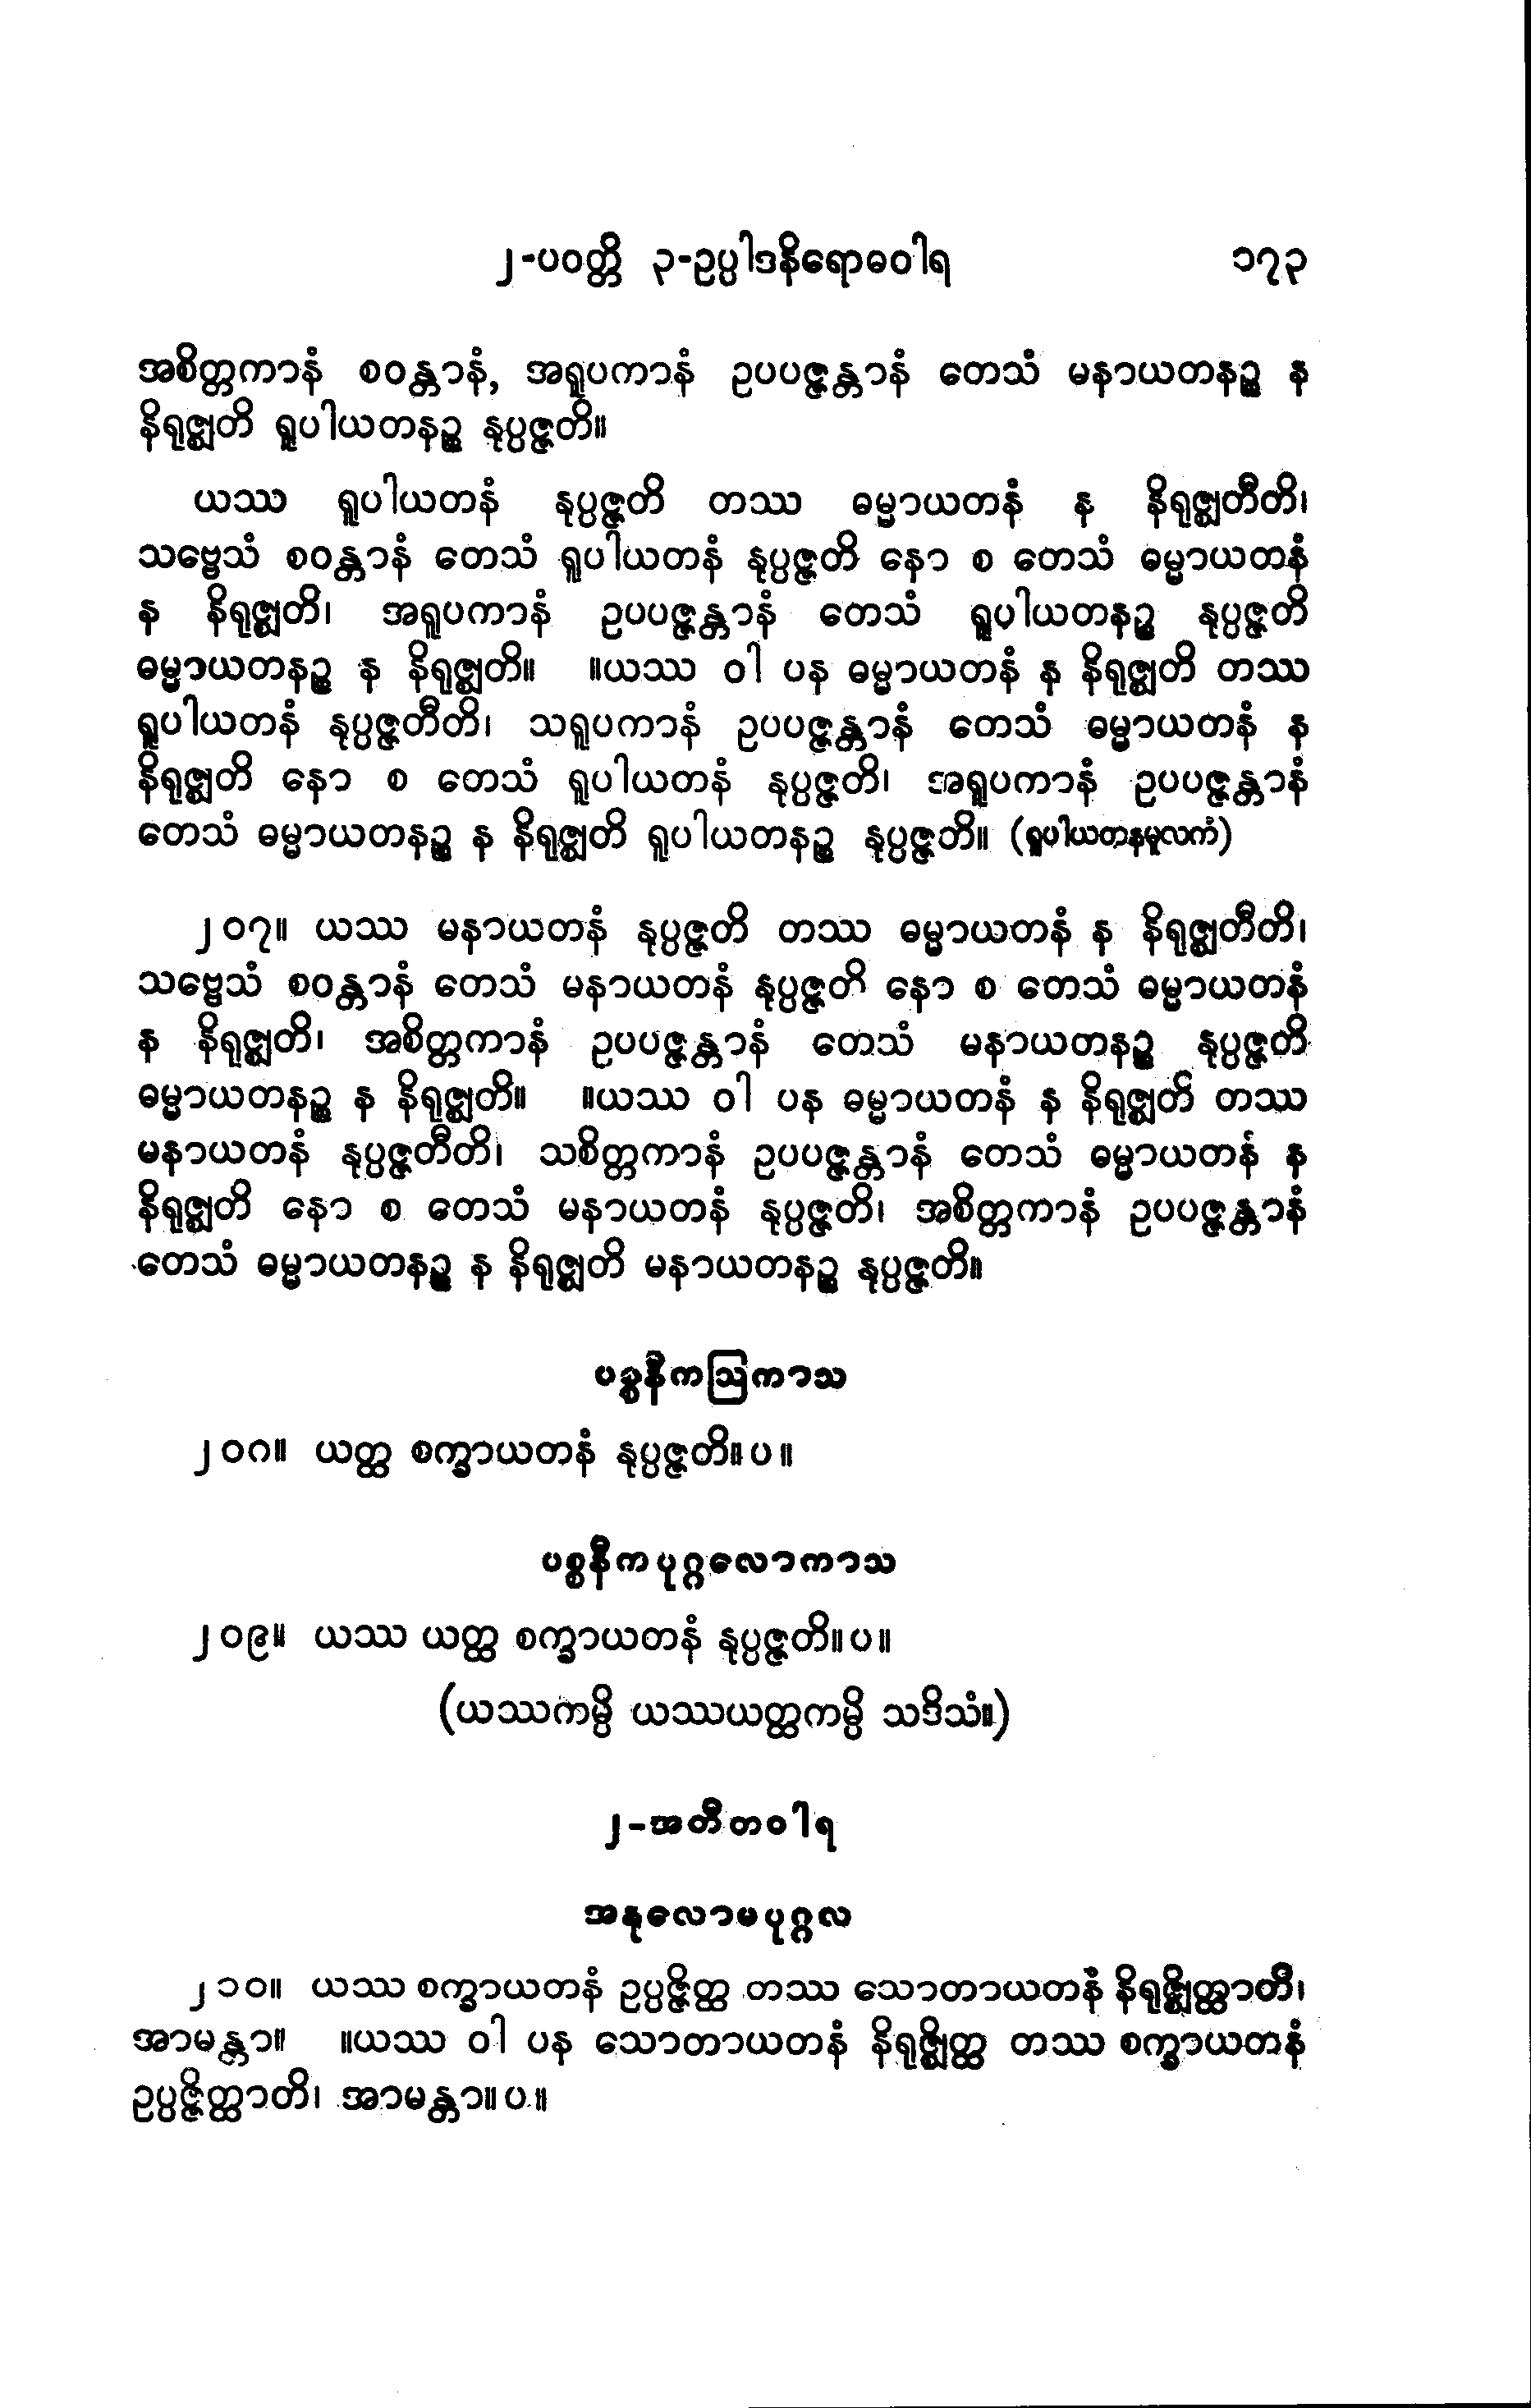 ၂-ပဝတ္တိ ၃-ဥပ္ပါဒနိရောဓဝါရ ၁၇၃
အစိတ္တကာနံ စဝန္တာနံ, အရူပကာနံ ဥပပဇ္ဇန္တာနံ တေသံ မနာယတနဉ္စ န
နိရုဇ္ဈတိ ရူပါယတနဉ္စ နုပ္ပဇ္ဇတိ။
ယဿ ရူပါယတနံ နုပ္ပဇ္ဇတိ တဿ ဓမ္မာယတနံ န နိရုဇ္ဈတီတိ၊
သဗ္ဗေသံ စဝန္တာနံ တေသံ ရူပါယတနံ နုပ္ပဇ္ဇတိ နော စ တေသံ ဓမ္မာယတနံ
န နိရုဇ္ဈတိ၊ အရူပကာနံ ဥပပဇ္ဇန္တာနံ တေသံ ရူပါယတနဉ္စ နုပ္ပဇ္ဇတိ
ဓမ္မာယတနဉ္စ န နိရုဇ္ဈတိ။ ။ယဿ ဝါ ပန ဓမ္မာယတနံ န နိရုဇ္ဈတိ တဿ
ရူပါယတနံ နုပ္ပဇ္ဇတီတိ၊ သရူပကာနံ ဥပပဇ္ဇန္တာနံ တေသံ ဓမ္မာယတနံ န
နိရုဇ္ဈတိ နော စ တေသံ ရူပါယတနံ နုပ္ပဇ္ဇတိ၊ အရူပကာနံ ဥပပဇ္ဇန္တာနံ
တေသံ ဓမ္မာယတနဉ္စ န နိရုဇ္ဈတိ ရူပါယတနဉ္စ နုပ္ပဇ္ဇတိ။ (ရူပါယတနမူလကံ)
၂၀၇။ ယဿ မနာယတနံ နုပ္ပဇ္ဇတိ တဿ ဓမ္မာယတနံ န နိရုဇ္ဈတီတိ၊
သဗ္ဗေသံ စဝန္တာနံ တေသံ မနာယတနံ နုပ္ပဇ္ဇတိ နော စ တေသံ ဓမ္မာယတနံ
န နိရုဇ္ဈတိ၊ အစိတ္တကာနံ ဥပပဇ္ဇန္တာနံ တေသံ မနာယတနဉ္စ နုပ္ပဇ္ဇတိ
ဓမ္မာယတနဉ္စ န နိရုဇ္ဈတိ။ ။ယဿ ဝါ ပန ဓမ္မာယတနံ န နိရုဇ္ဈတိ တဿ
မနာယတနံ နုပ္ပဇ္ဇတီတိ၊ သစိတ္တကာနံ ဥပပဇ္ဇန္တာနံ တေသံ ဓမ္မာယတနံ န
နိရုဇ္ဈတိ နော စ တေသံ မနာယတနံ နုပ္ပဇ္ဇတိ၊ အစိတ္တကာနံ ဥပပဇ္ဇန္တာနံ
တေသံ ဓမ္မာယတနဉ္စ န နိရုဇ္ဈတိ မနာယတနဉ္စ နုပ္ပဇ္ဇတိ။
ပစ္စနီကဩကာသ
၂၀၈။ ယတ္ထ စက္ခာယတနံ နုပ္ပဇ္ဇတိ။ပ။
ပစ္စနီကပုဂ္ဂလောကာသ
၂၀၉။ ယဿ ယတ္ထ စက္ခာယတနံ နုပ္ပဇ္ဇတိ။ပ။
(ယဿကမ္ပိ ယဿယတ္ထကမ္ပိ သဒိသံ။)
၂-အတီတဝါရ
အနုလောမပုဂ္ဂလ
၂၁၀။ ယဿ စက္ခာယတနံ ဥပ္ပဇ္ဇိတ္ထ တဿ သောတာယတနံ နိရုဇ္ဈိတ္ထာတိ၊
အာမန္တာ။ ။ယဿ ဝါ ပန သောတာယတနံ နိရုဇ္ဈိတ္ထ တဿ စက္ခာယတနံ
ဥပ္ပဇ္ဇိတ္ထာတိ၊ အာမန္တာ။ပ။